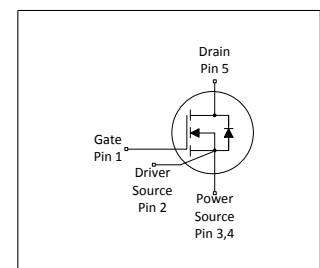 Drain
Pin 5
Gate
Pin 1
Driver
Source
Pin 2
Power
Source
Pin 3,4